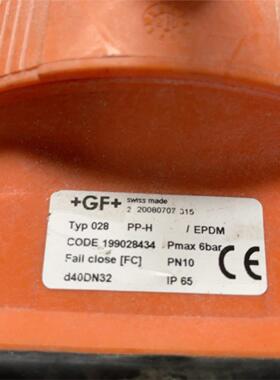 +GF+ swiss made
2 20080707 315
Typ 028 PP-H / EPDM
CODE 199028434 Pmax 6bar
Fail close [FC] PN10
d40DN32 IP 65
CE